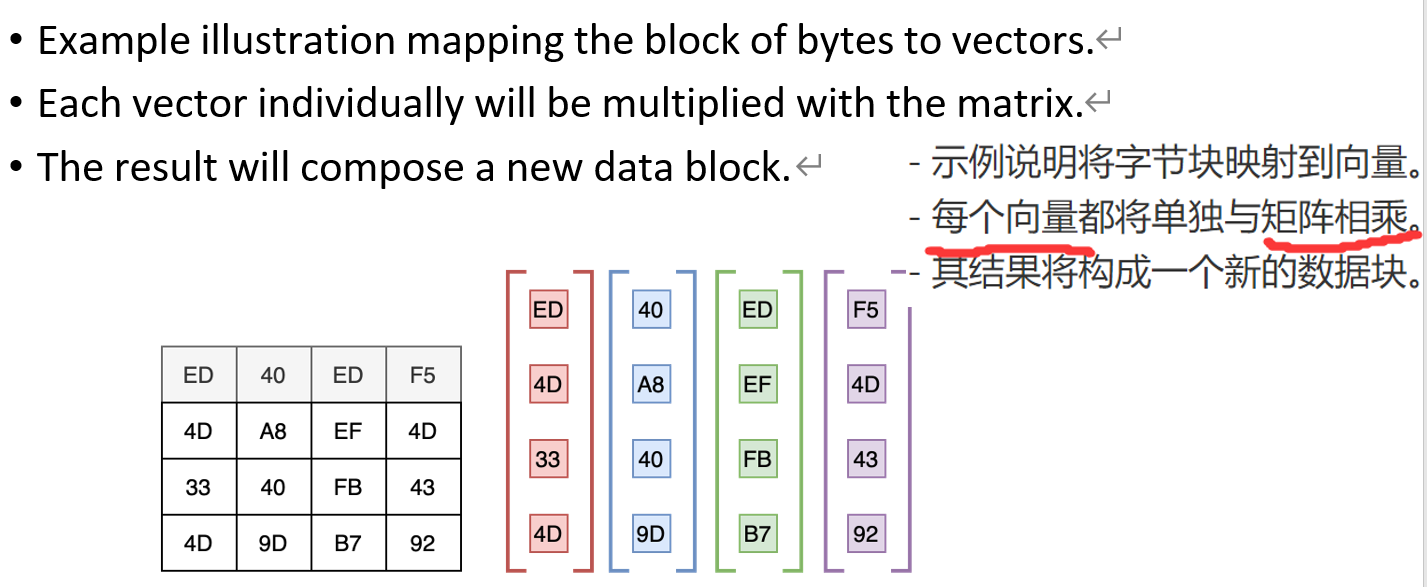 • Example illustration mapping the block of bytes to vectors.↵
• Each vector individually will be multiplied with the matrix.↵
• The result will compose a new data block.↵
- 示例说明将字节块映射到向量。
- 每个向量都将单独与矩阵相乘。
- 其结果将构成一个新的数据块。
ED 40 ED F5
4D A8 EF 4D
33 40 FB 43
4D 9D B7 92
ED 40 ED F5
4D A8 EF 4D
33 40 FB 43
4D 9D B7 92